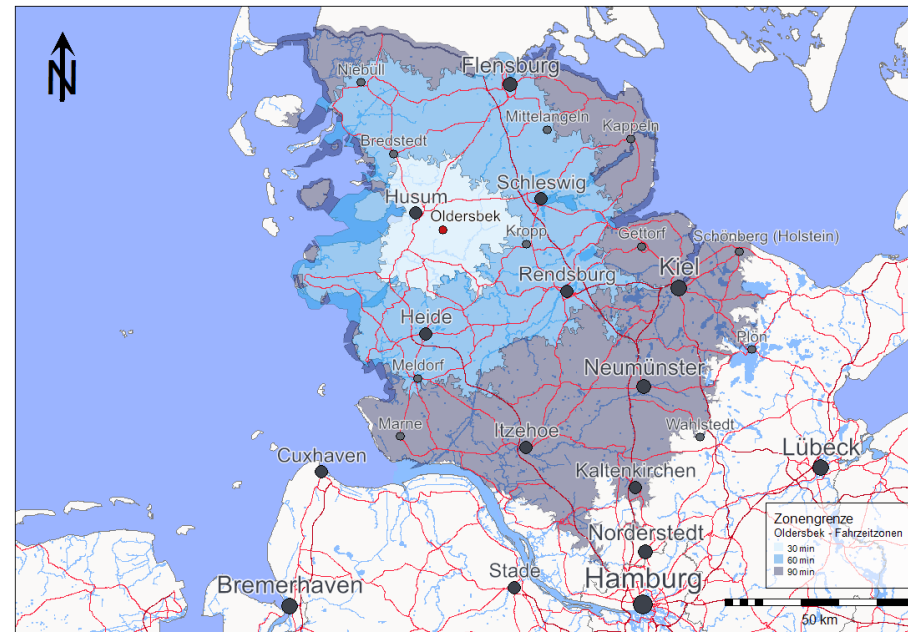 N
Flensburg
Niebüll
Mittelangeln
Kappeln
Bredstedt
Schleswig
Husum
Oldersbek
Kropp
Gettorf
Schönberg (Holstein)
Kiel
Rendsburg
Heide
Plön
Meldorf
Neumünster
Marne
Itzehoe
Wahlstedt
Cuxhaven
Lübeck
Kaltenkirchen
Norderstedt
Stade
Hamburg
Bremerhaven
Zonengrenze
Oldersbek - Fahrzeitzonen
30 min
60 min
90 min
50 km